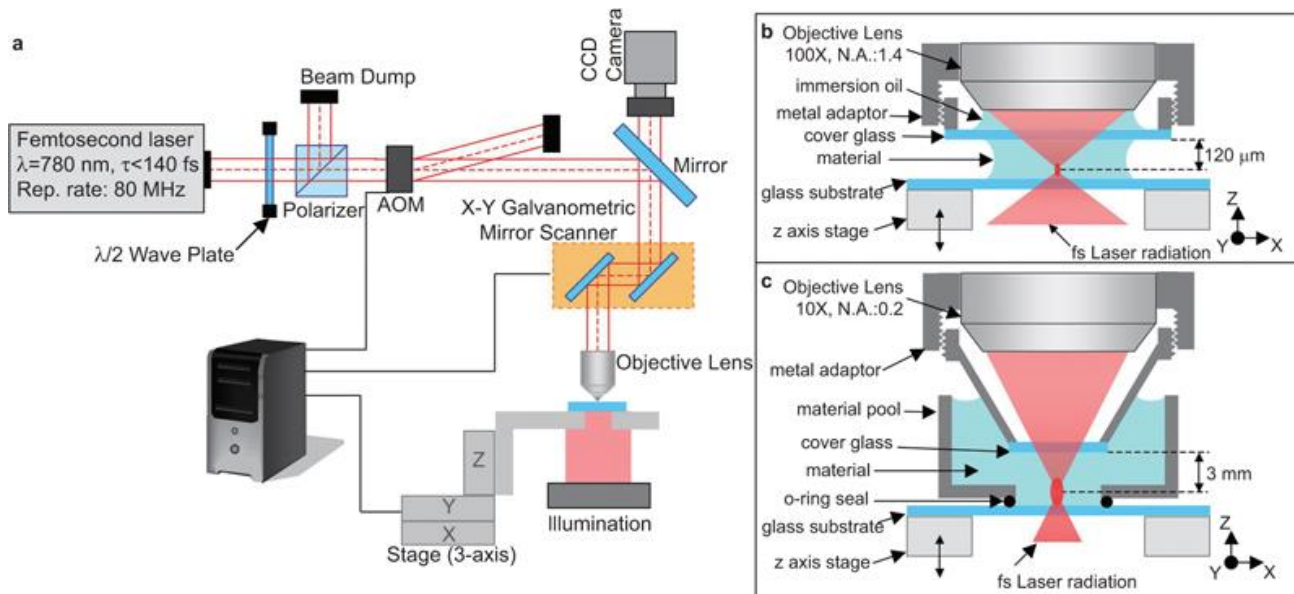 a
Beam Dump
CCD
Camera
Femtosecond laser
λ=780 nm, τ<140 fs
Rep. rate: 80 MHz
Polarizer
AOM
Mirror
λ/2 Wave Plate
X-Y Galvanometric
Mirror Scanner
Objective Lens
Z
Y
X
Stage (3-axis)
Illumination
b
Objective Lens
100X, N.A.:1.4
immersion oil
metal adaptor
cover glass
material
glass substrate
z axis stage
120 μm
fs Laser radiation
Z
Y
X
c
Objective Lens
10X, N.A.:0.2
metal adaptor
material pool
cover glass
material
o-ring seal
glass substrate
z axis stage
3 mm
fs Laser radiation
Z
Y
X